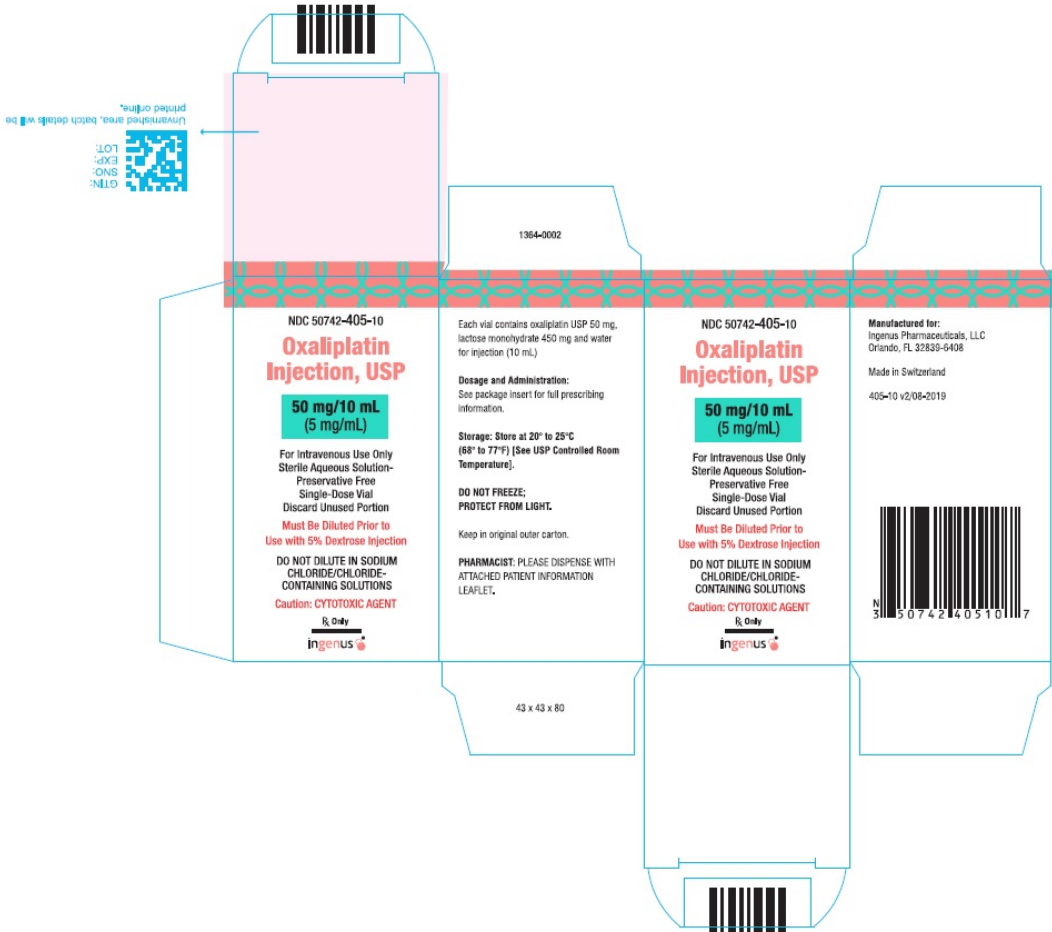 Unvarnished area, batch details will be
printed online.
GTIN:
SNO:
EXP:
LOT:
1364-0002
NDC 50742-405-10
Oxaliplatin
Injection, USP
50 mg/10 mL
(5 mg/mL)
For Intravenous Use Only
Sterile Aqueous Solution-
Preservative Free
Single-Dose Vial
Discard Unused Portion
Must Be Diluted Prior to
Use with 5% Dextrose Injection
DO NOT DILUTE IN SODIUM
CHLORIDE/CHLORIDE-
CONTAINING SOLUTIONS
Caution: CYTOTOXIC AGENT
℞ Only
ingenus
Each vial contains oxaliplatin USP 50 mg,
lactose monohydrate 450 mg and water
for injection (10 mL)
Dosage and Administration:
See package insert for full prescribing
information.
Storage: Store at 20° to 25°C
(68° to 77°F) [See USP Controlled Room
Temperature].
DO NOT FREEZE;
PROTECT FROM LIGHT.
Keep in original outer carton.
PHARMACIST: PLEASE DISPENSE WITH
ATTACHED PATIENT INFORMATION
LEAFLET.
43 x 43 x 80
NDC 50742-405-10
Oxaliplatin
Injection, USP
50 mg/10 mL
(5 mg/mL)
For Intravenous Use Only
Sterile Aqueous Solution-
Preservative Free
Single-Dose Vial
Discard Unused Portion
Must Be Diluted Prior to
Use with 5% Dextrose Injection
DO NOT DILUTE IN SODIUM
CHLORIDE/CHLORIDE-
CONTAINING SOLUTIONS
Caution: CYTOTOXIC AGENT
℞ Only
ingenus
Manufactured for:
Ingenus Pharmaceuticals, LLC
Orlando, FL 32839-6408
Made in Switzerland
405-10 v2/08-2019
N
3 50742 40510 7